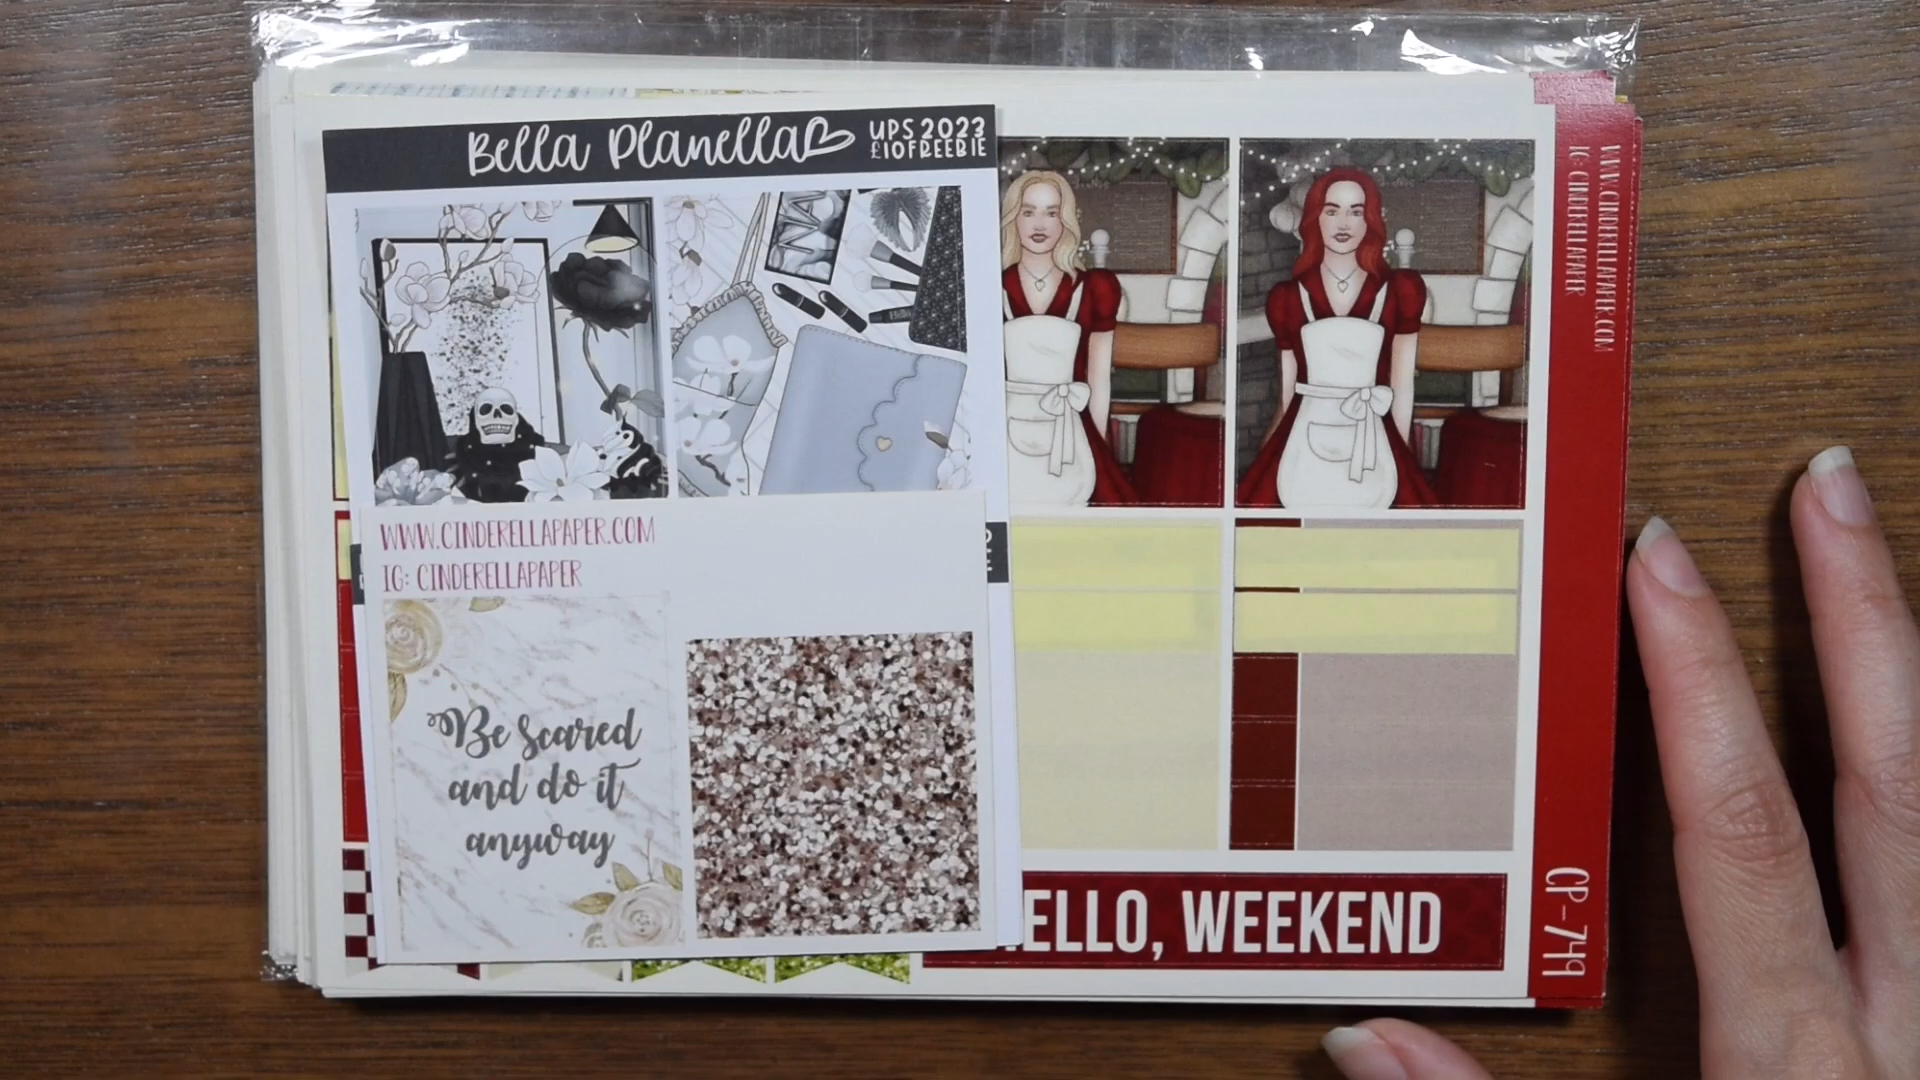 Bella Planella
UPS 2023
£10 FREEBIE
WWW.CINDERELLAPAPER.COM
IG: CINDERELLAPAPER
Be scared
and do it
anyway
ELLO, WEEKEND
WWW.CINDERELLAPAPER.COM
IG: CINDERELLAPAPER
CP-749